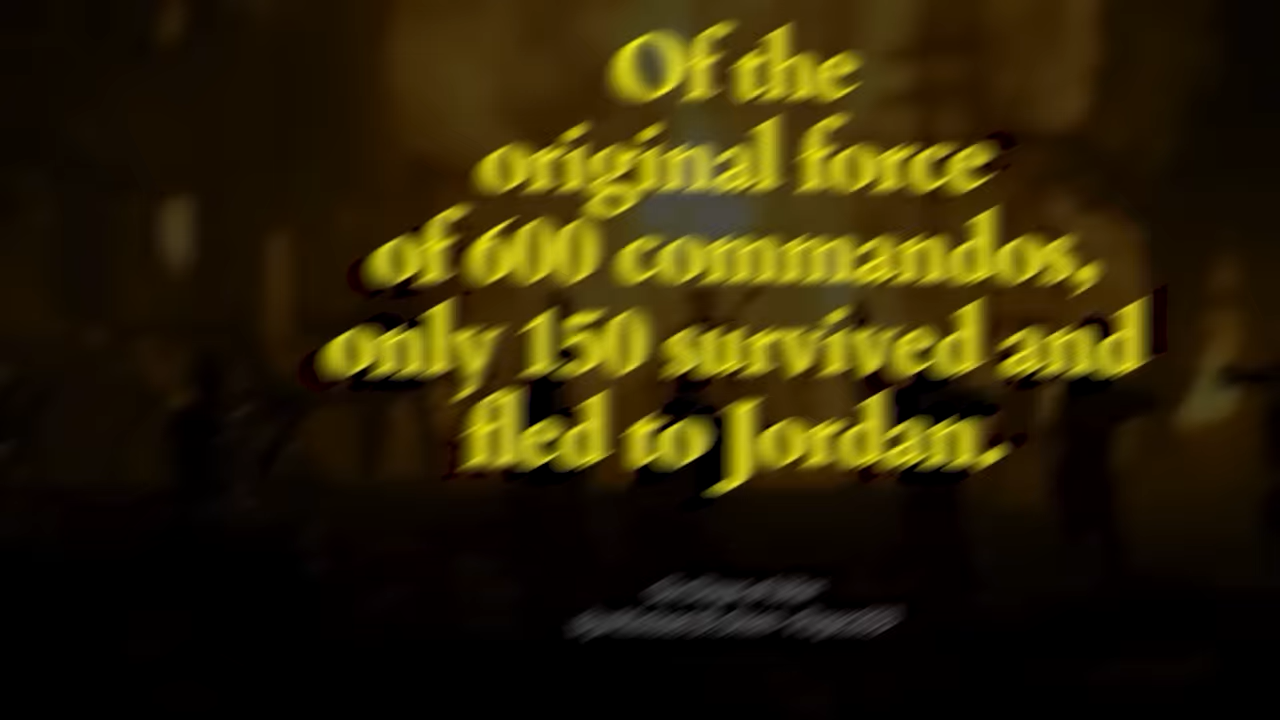 Of the
original force
of 600 commandos,
only 150 survived and
fled to Jordan.